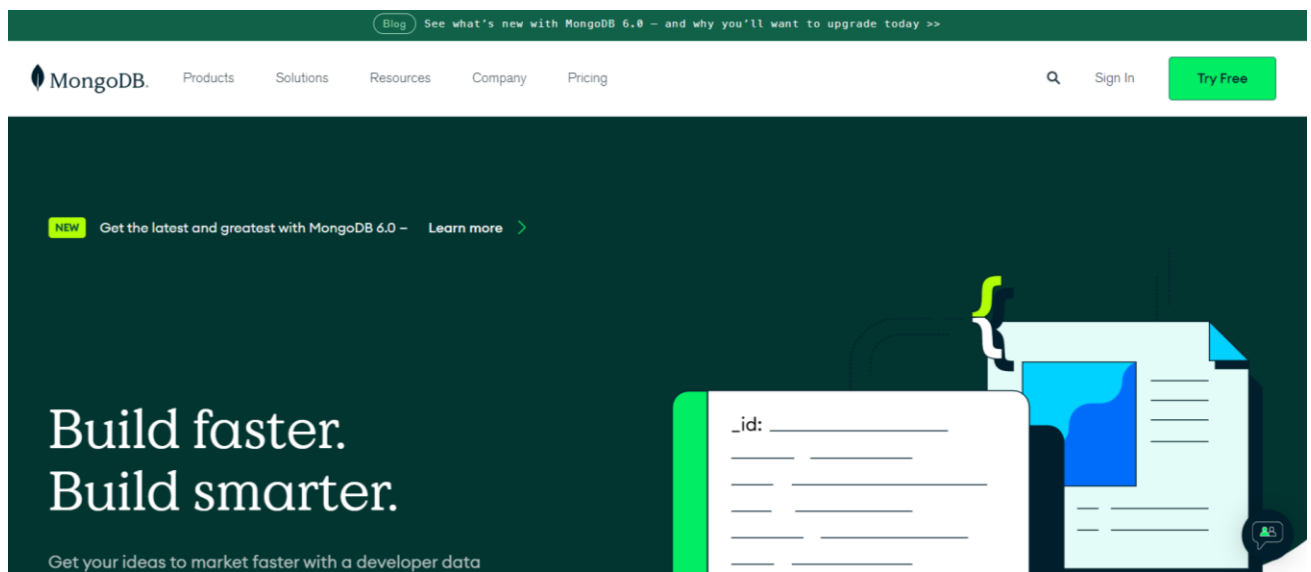 Blog See what's new with MongoDB 6.0 — and why you'll want to upgrade today >>
MongoDB. Products Solutions Resources Company Pricing Sign In Try Free
NEW Get the latest and greatest with MongoDB 6.0 – Learn more
{
Build faster.
Build smarter.
_id:
Get your ideas to market faster with a developer data